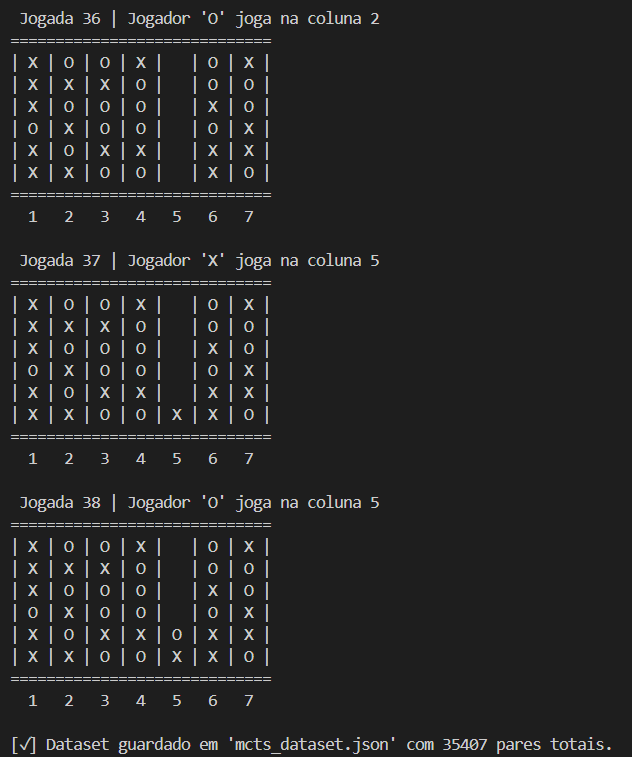 Jogada 36 | Jogador 'O' joga na coluna 2
=============================
| X | O | O | X |   | O | X |
| X | X | X | O |   | O | O |
| X | O | O | O |   | X | O |
| O | X | O | O |   | O | X |
| X | O | X | X |   | X | X |
| X | X | O | O |   | X | O |
=============================
  1   2   3   4   5   6   7
Jogada 37 | Jogador 'X' joga na coluna 5
=============================
| X | O | O | X |   | O | X |
| X | X | X | O |   | O | O |
| X | O | O | O |   | X | O |
| O | X | O | O |   | O | X |
| X | O | X | X |   | X | X |
| X | X | O | O | X | X | O |
=============================
  1   2   3   4   5   6   7
Jogada 38 | Jogador 'O' joga na coluna 5
=============================
| X | O | O | X |   | O | X |
| X | X | X | O |   | O | O |
| X | O | O | O |   | X | O |
| O | X | O | O |   | O | X |
| X | O | X | X | O | X | X |
| X | X | O | O | X | X | O |
=============================
  1   2   3   4   5   6   7
[✓] Dataset guardado em 'mcts_dataset.json' com 35407 pares totais.